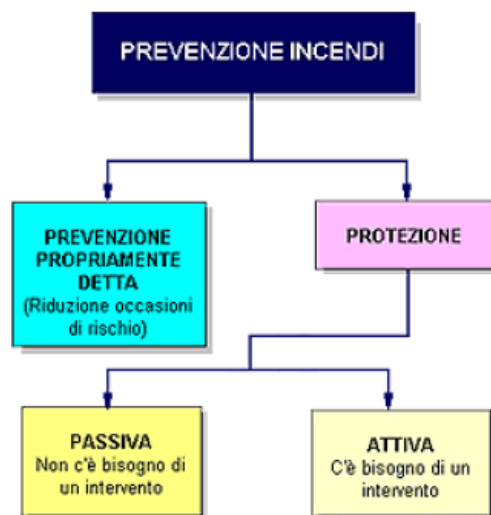 PREVENZIONE INCENDI
PREVENZIONE
PROPRIAMENTE
DETTA
(Riduzione occasioni
di rischio)
PROTEZIONE
PASSIVA
Non c'è bisogno di
un intervento
ATTIVA
C'è bisogno di un
intervento